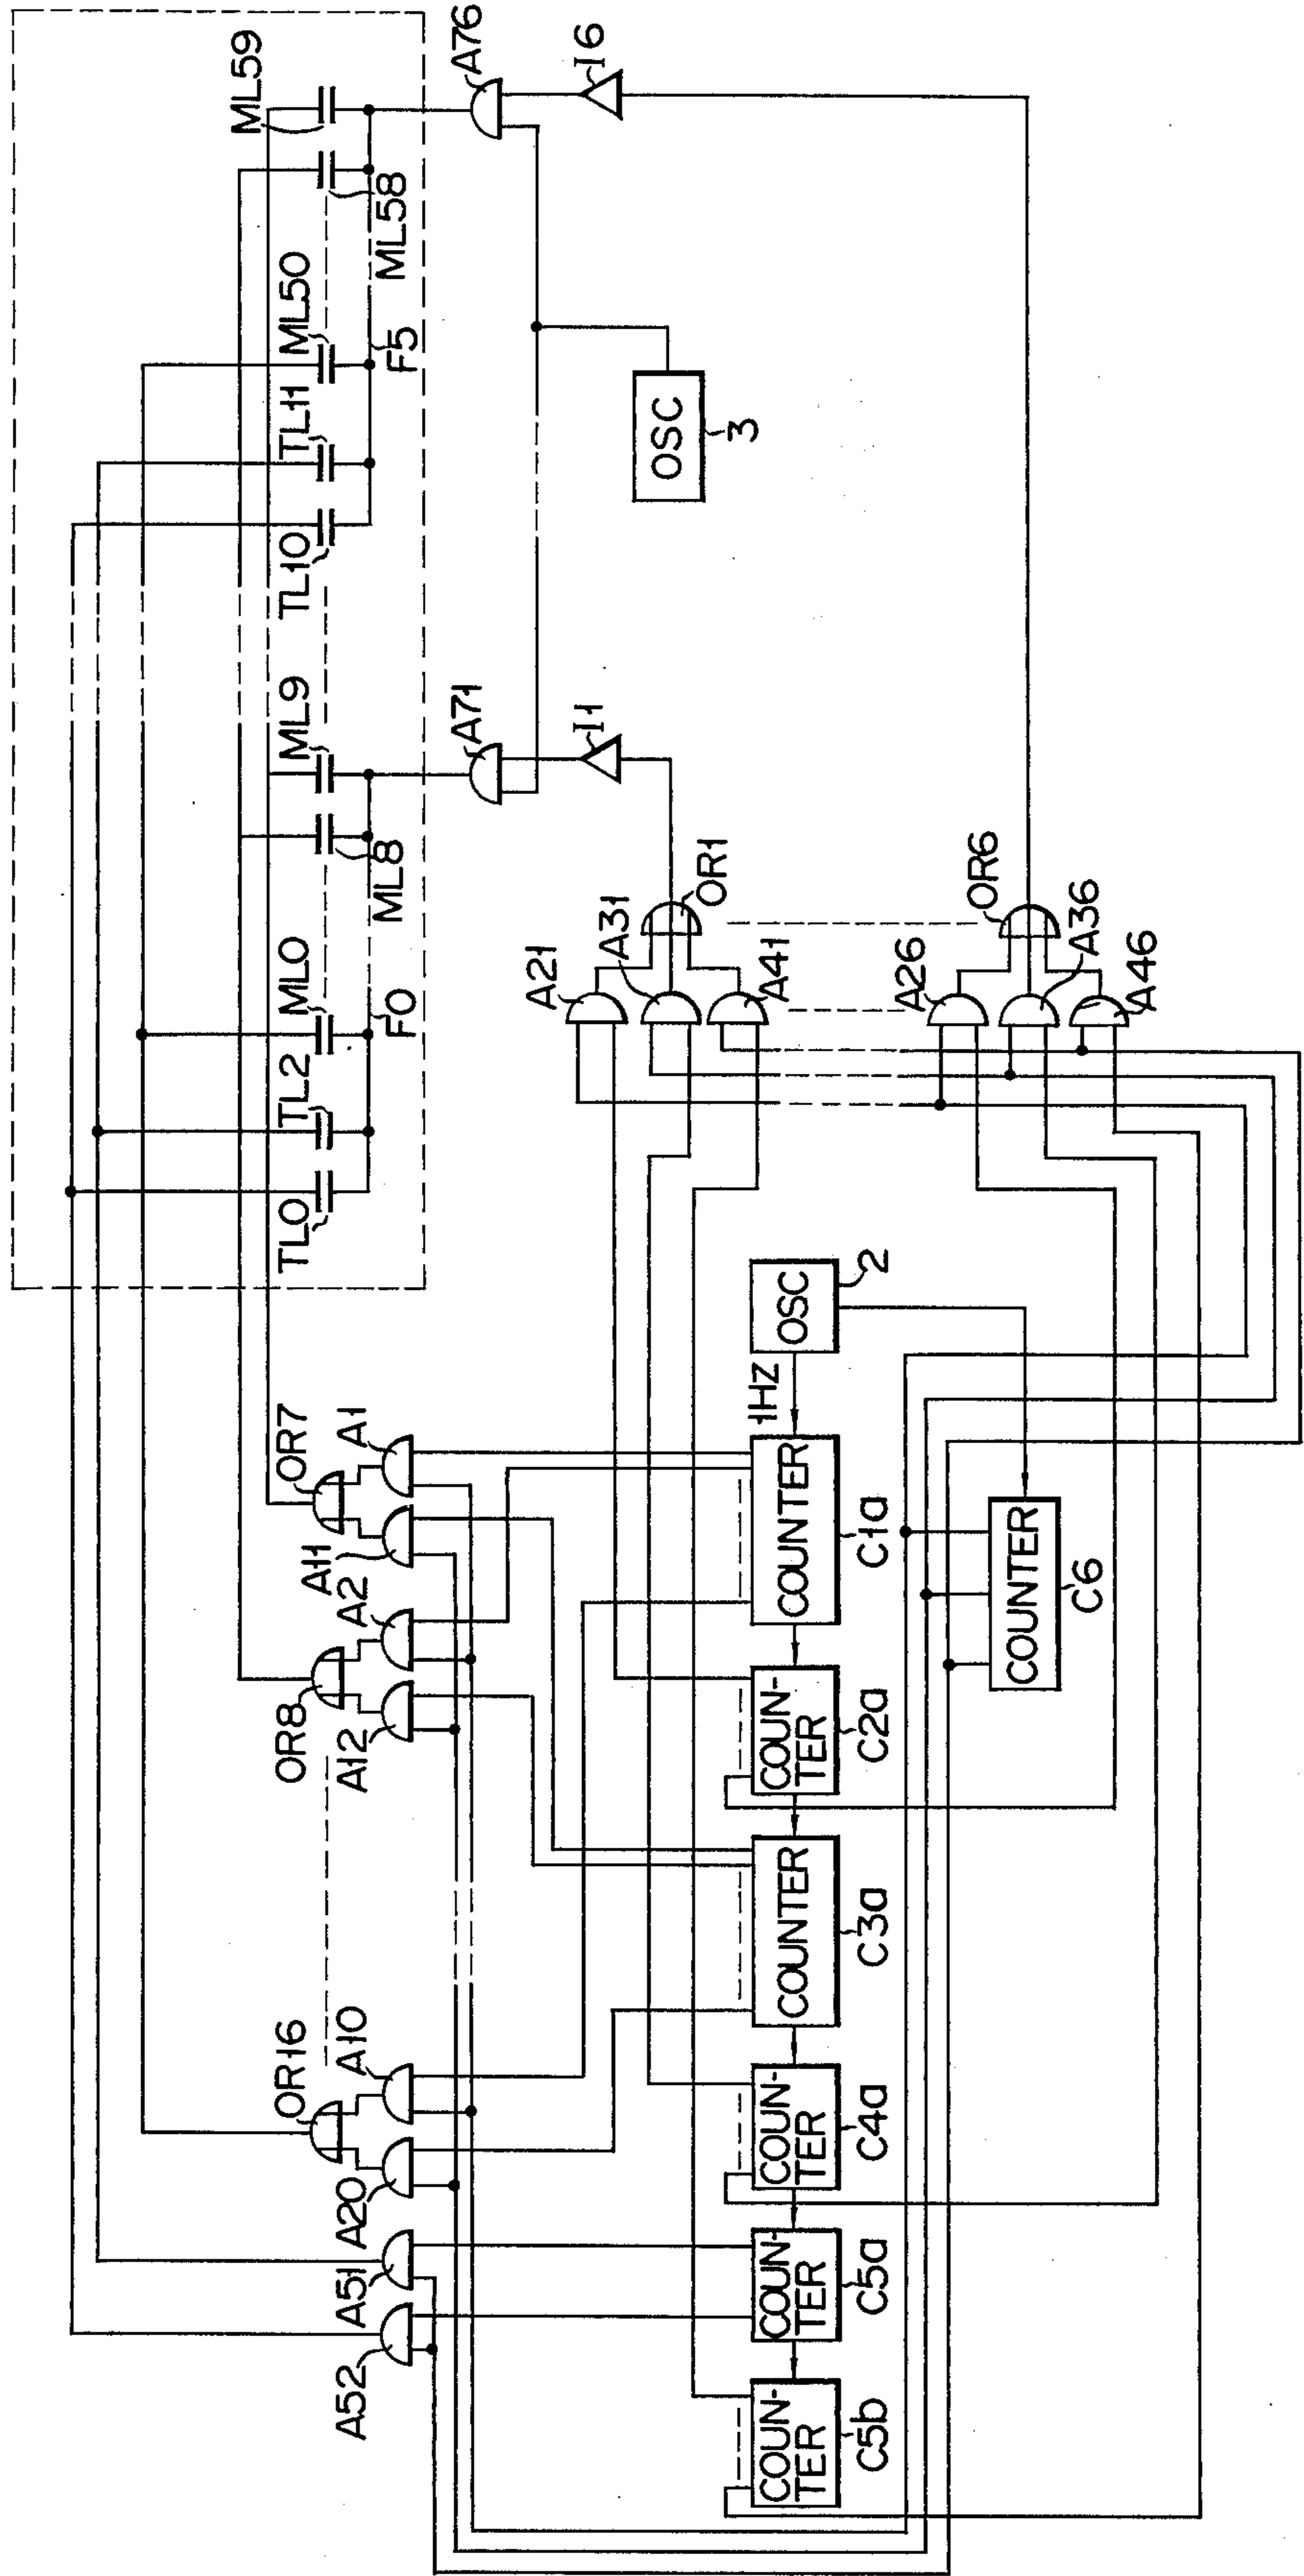 ML59
A76
I6
ML58
ML50
F5
TL11
TL10
OSC
3
ML9
A71
I1
ML8
ML0
F0
TL2
TL0
OR1
A31
A21
A41
OR6
A36
A26
A46
OSC
2
1HZ
OR7
A1
A11
A2
OR8
A12
COUNTER
C1a
COUN-
TER
C2a
COUNTER
C6
COUNTER
C3a
OR16
A10
A20
COUN-
TER
C4a
A51
A52
COUN-
TER
C5a
COUN-
TER
C5b